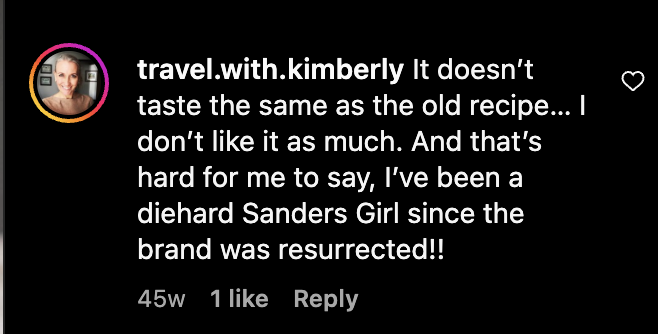 travel.with.kimberly It doesn’t
taste the same as the old recipe... I
don’t like it as much. And that’s
hard for me to say, I’ve been a
diehard Sanders Girl since the
brand was resurrected!!
45w 1 like Reply